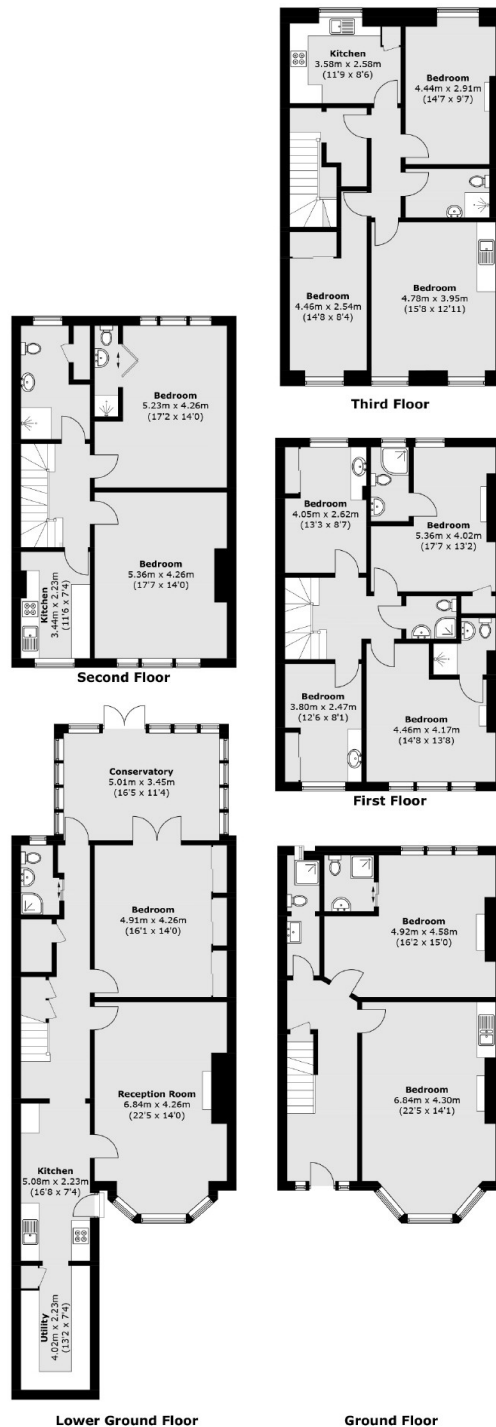 Kitchen
3.58m x 2.58m
(11'9 x 8'6)
Bedroom
4.44m x 2.91m
(14'7 x 9'7)
Bedroom
4.46m x 2.54m
(14'8 x 8'4)
Bedroom
4.78m x 3.95m
(15'8 x 12'11)
Third Floor
Bedroom
5.23m x 4.26m
(17'2 x 14'0)
Bedroom
5.36m x 4.26m
(17'7 x 14'0)
Kitchen
3.44m x 2.23m
(11'6 x 7'4)
Second Floor
Bedroom
4.05m x 2.62m
(13'3 x 8'7)
Bedroom
5.36m x 4.02m
(17'7 x 13'2)
Bedroom
3.80m x 2.47m
(12'6 x 8'1)
Bedroom
4.46m x 4.17m
(14'8 x 13'8)
First Floor
Conservatory
5.01m x 3.45m
(16'5 x 11'4)
Bedroom
4.91m x 4.26m
(16'1 x 14'0)
Reception Room
6.84m x 4.26m
(22'5 x 14'0)
Kitchen
5.08m x 2.23m
(16'8 x 7'4)
Utility
4.02m x 2.23m
(13'2 x 7'4)
Lower Ground Floor
Bedroom
4.92m x 4.58m
(16'2 x 15'0)
Bedroom
6.84m x 4.30m
(22'5 x 14'1)
Ground Floor